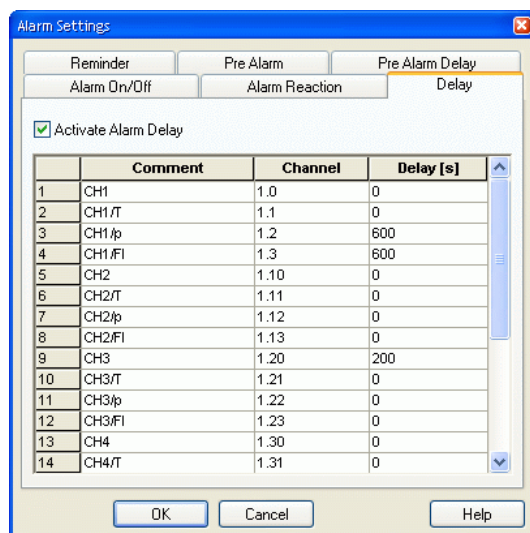 Alarm Settings
Reminder Pre Alarm Pre Alarm Delay
Alarm On/Off Alarm Reaction Delay
Activate Alarm Delay
Comment Channel Delay [s]
1 CH1 1.0 0
2 CH1/T 1.1 0
3 CH1/p 1.2 600
4 CH1/Fl 1.3 600
5 CH2 1.10 0
6 CH2/T 1.11 0
7 CH2/p 1.12 0
8 CH2/Fl 1.13 0
9 CH3 1.20 200
10 CH3/T 1.21 0
11 CH3/p 1.22 0
12 CH3/Fl 1.23 0
13 CH4 1.30 0
14 CH4/T 1.31 0
OK Cancel Help